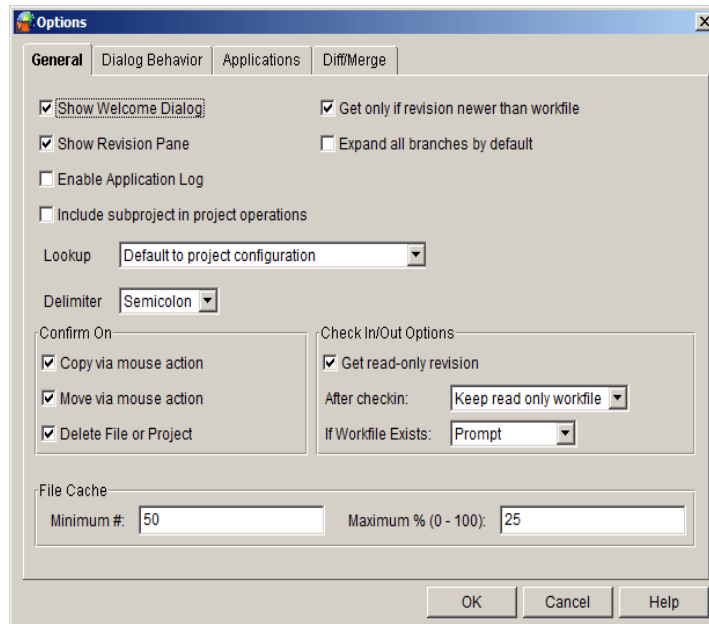 Options
General Dialog Behavior Applications Diff/Merge
Show Welcome Dialog Get only if revision newer than workfile
Show Revision Pane Expand all branches by default
Enable Application Log
Include subproject in project operations
Lookup Default to project configuration
Delimiter Semicolon
Confirm On Check In/Out Options
Copy via mouse action Get read-only revision
Move via mouse action After checkin: Keep read only workfile
Delete File or Project If Workfile Exists: Prompt
File Cache
Minimum #: 50 Maximum % (0 - 100): 25
OK Cancel Help